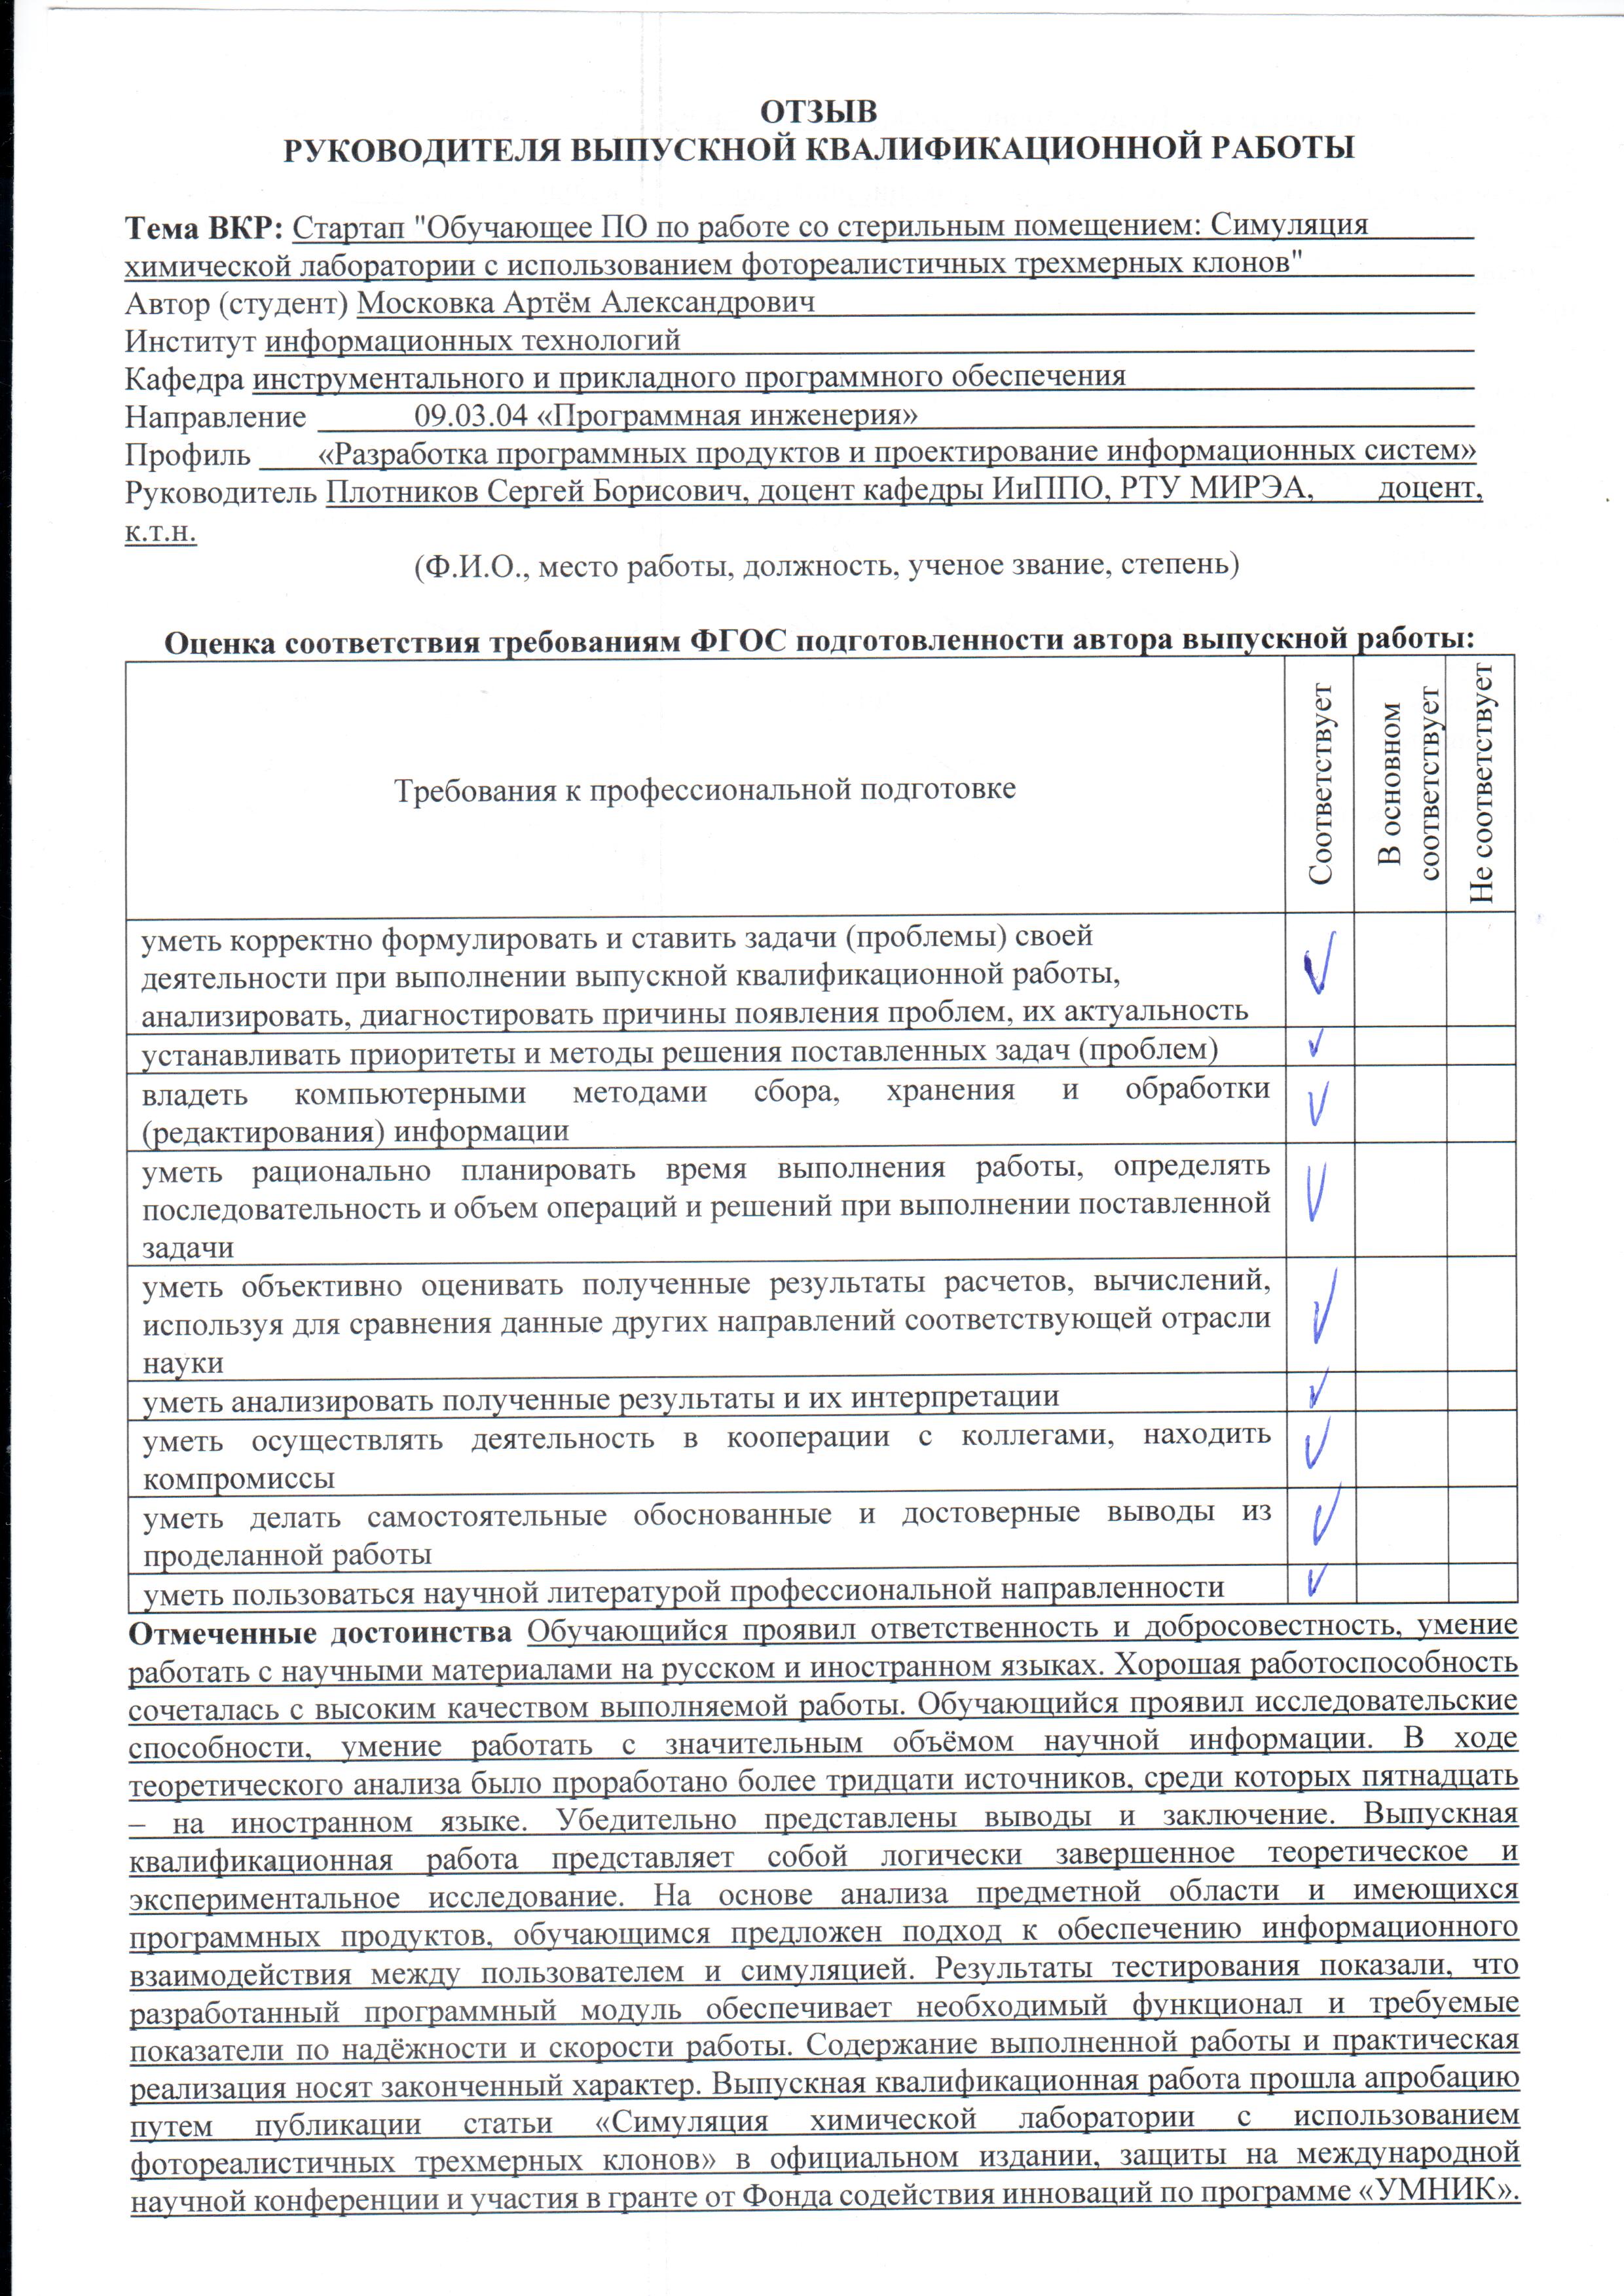 ОТЗЫВ
РУКОВОДИТЕЛЯ ВЫПУСКНОЙ КВАЛИФИКАЦИОННОЙ РАБОТЫ
Тема ВКР: Стартап "Обучающее ПО по работе со стерильным помещением: Симуляция
химической лаборатории с использованием фотореалистичных трехмерных клонов"
Автор (студент) Московка Артём Александрович
Институт информационных технологий
Кафедра инструментального и прикладного программного обеспечения
Направление 09.03.04 «Программная инженерия»
Профиль «Разработка программных продуктов и проектирование информационных систем»
Руководитель Плотников Сергей Борисович, доцент кафедры ИиППО, РТУ МИРЭА, доцент,
к.т.н.
(Ф.И.О., место работы, должность, ученое звание, степень)
Оценка соответствия требованиям ФГОС подготовленности автора выпускной работы:
Требования к профессиональной подготовке
Соответствует
В основном
соответствует
Не соответствует
уметь корректно формулировать и ставить задачи (проблемы) своей
деятельности при выполнении выпускной квалификационной работы,
анализировать, диагностировать причины появления проблем, их актуальность
устанавливать приоритеты и методы решения поставленных задач (проблем)
владеть компьютерными методами сбора, хранения и обработки
(редактирования) информации
уметь рационально планировать время выполнения работы, определять
последовательность и объем операций и решений при выполнении поставленной
задачи
уметь объективно оценивать полученные результаты расчетов, вычислений,
используя для сравнения данные других направлений соответствующей отрасли
науки
уметь анализировать полученные результаты и их интерпретации
уметь осуществлять деятельность в кооперации с коллегами, находить
компромиссы
уметь делать самостоятельные обоснованные и достоверные выводы из
проделанной работы
уметь пользоваться научной литературой профессиональной направленности
Отмеченные достоинства Обучающийся проявил ответственность и добросовестность, умение
работать с научными материалами на русском и иностранном языках. Хорошая работоспособность
сочеталась с высоким качеством выполняемой работы. Обучающийся проявил исследовательские
способности, умение работать с значительным объёмом научной информации. В ходе
теоретического анализа было проработано более тридцати источников, среди которых пятнадцать
– на иностранном языке. Убедительно представлены выводы и заключение. Выпускная
квалификационная работа представляет собой логически завершенное теоретическое и
экспериментальное исследование. На основе анализа предметной области и имеющихся
программных продуктов, обучающимся предложен подход к обеспечению информационного
взаимодействия между пользователем и симуляцией. Результаты тестирования показали, что
разработанный программный модуль обеспечивает необходимый функционал и требуемые
показатели по надёжности и скорости работы. Содержание выполненной работы и практическая
реализация носят законченный характер. Выпускная квалификационная работа прошла апробацию
путем публикации статьи «Симуляция химической лаборатории с использованием
фотореалистичных трехмерных клонов» в официальном издании, защиты на международной
научной конференции и участия в гранте от Фонда содействия инноваций по программе «УМНИК».